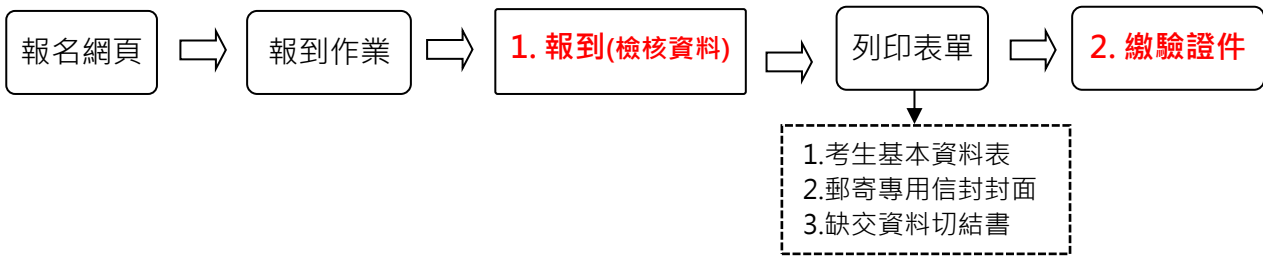 報名網頁
報到作業
1. 報到(檢核資料)
列印表單
2. 繳驗證件
1.考生基本資料表
2.郵寄專用信封封面
3.缺交資料切結書